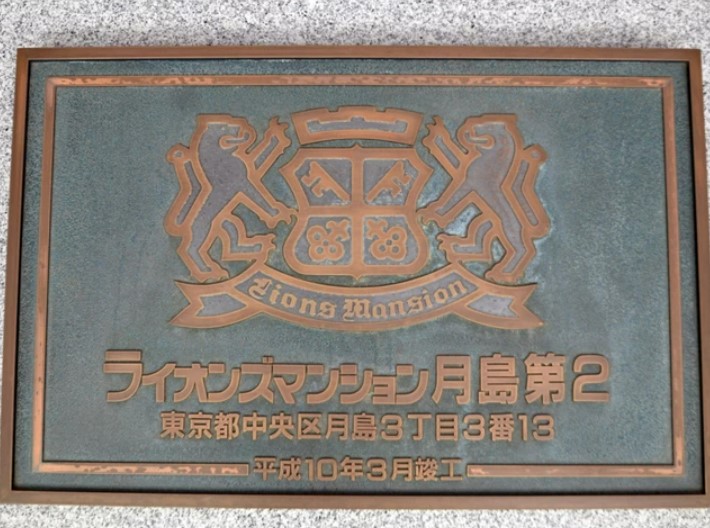 Lions Mansion
ライオンズマンション月島第2
東京都中央区月島3丁目3番13
平成10年3月竣工